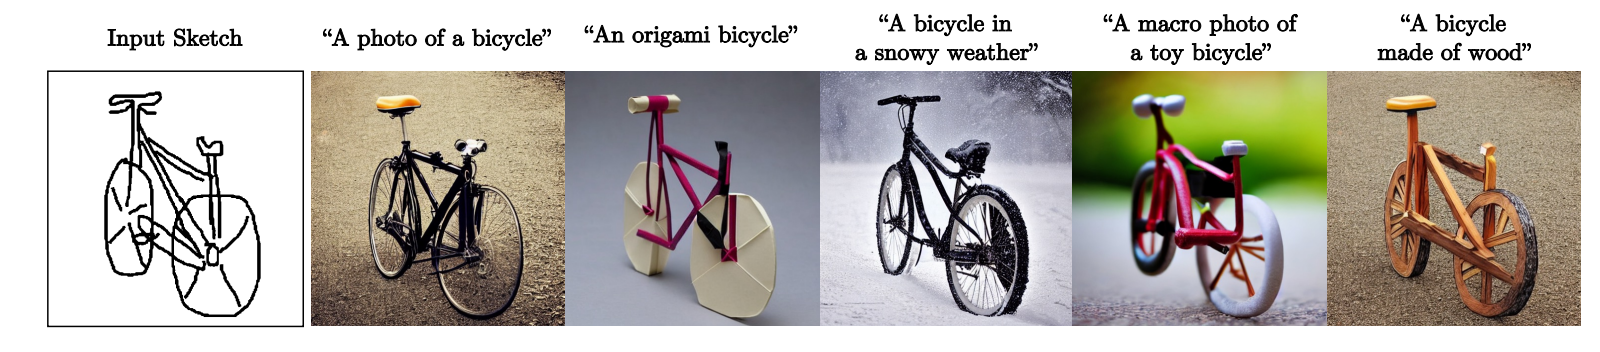 Input Sketch
“A photo of a bicycle”
“An origami bicycle”
“A bicycle in
a snowy weather”
“A macro photo of
a toy bicycle”
“A bicycle
made of wood”